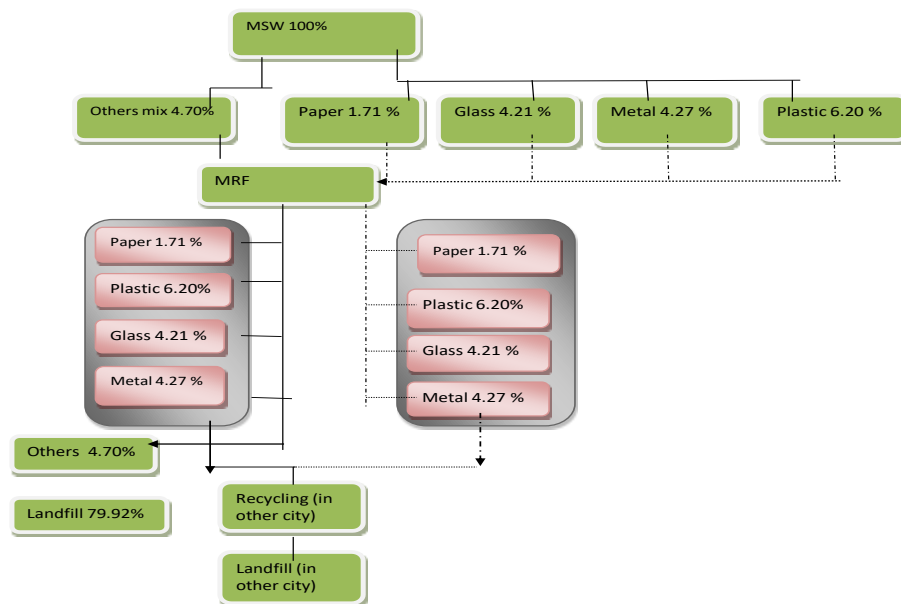 MSW 100%
Others mix 4.70%
Paper 1.71 %
Glass 4.21 %
Metal 4.27 %
Plastic 6.20 %
MRF
Paper 1.71 %
Plastic 6.20%
Glass 4.21 %
Metal 4.27 %
Paper 1.71 %
Plastic 6.20%
Glass 4.21 %
Metal 4.27 %
Others 4.70%
Landfill 79.92%
Recycling (in
other city)
Landfill (in
other city)